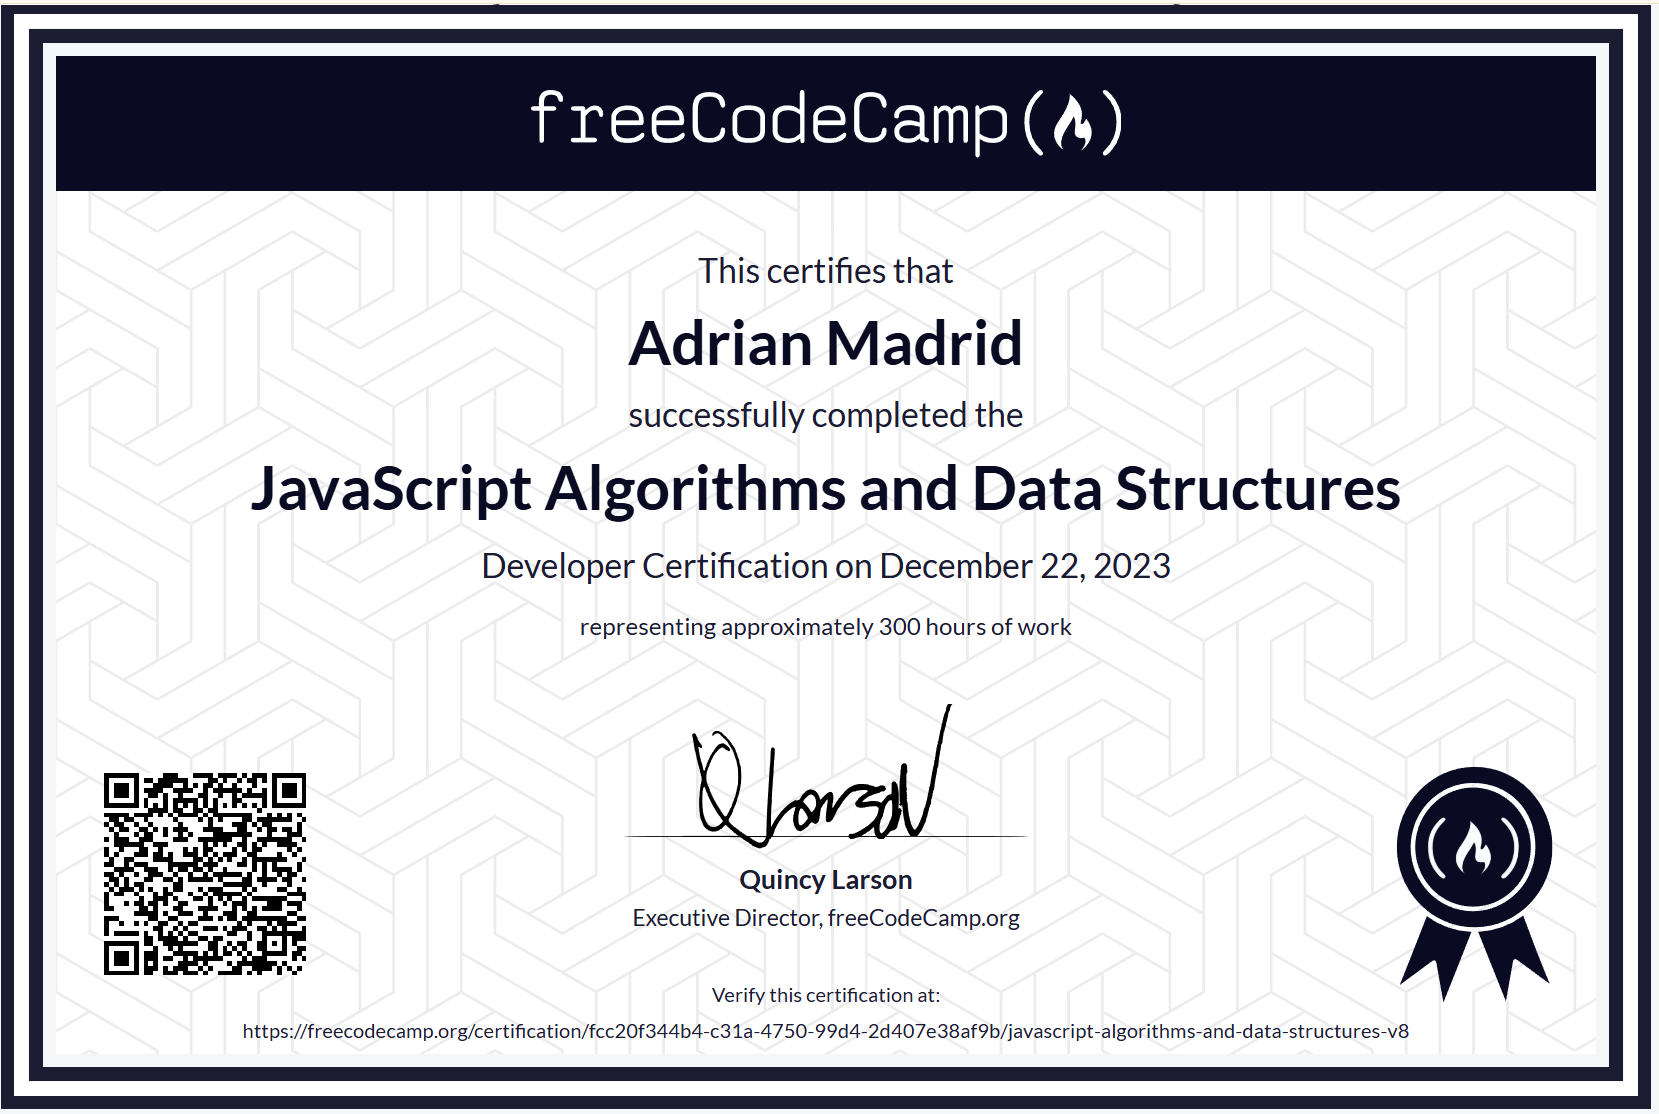 freeCodeCamp
This certifies that
Adrian Madrid
successfully completed the
JavaScript Algorithms and Data Structures
Developer Certification on December 22, 2023
representing approximately 300 hours of work
Q Larson
Quincy Larson
Executive Director, freeCodeCamp.org
Verify this certification at:
https://freecodecamp.org/certification/fcc20f344b4-c31a-4750-99d4-2d407e38af9b/javascript-algorithms-and-data-structures-v8